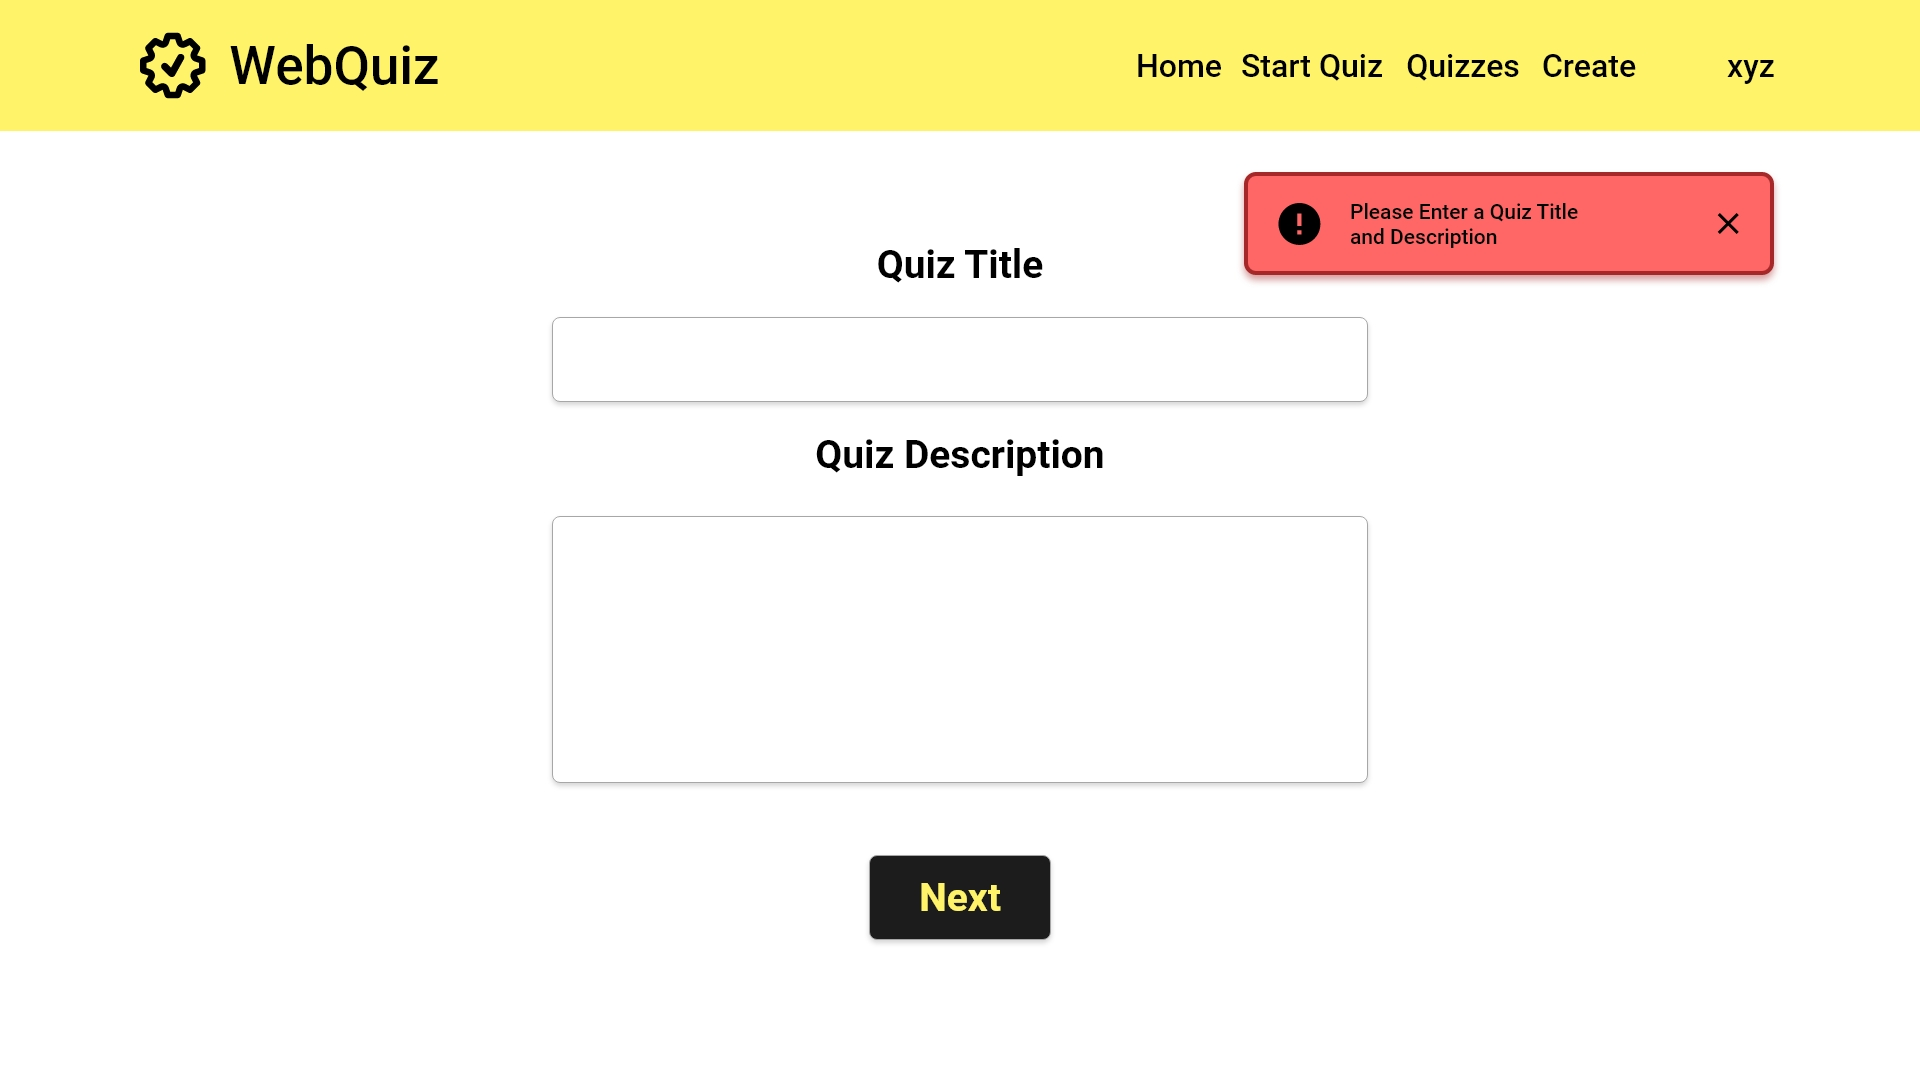 WebQuiz
Home Start Quiz Quizzes Create xyz
Please Enter a Quiz Title
and Description
Quiz Title
Quiz Description
Next